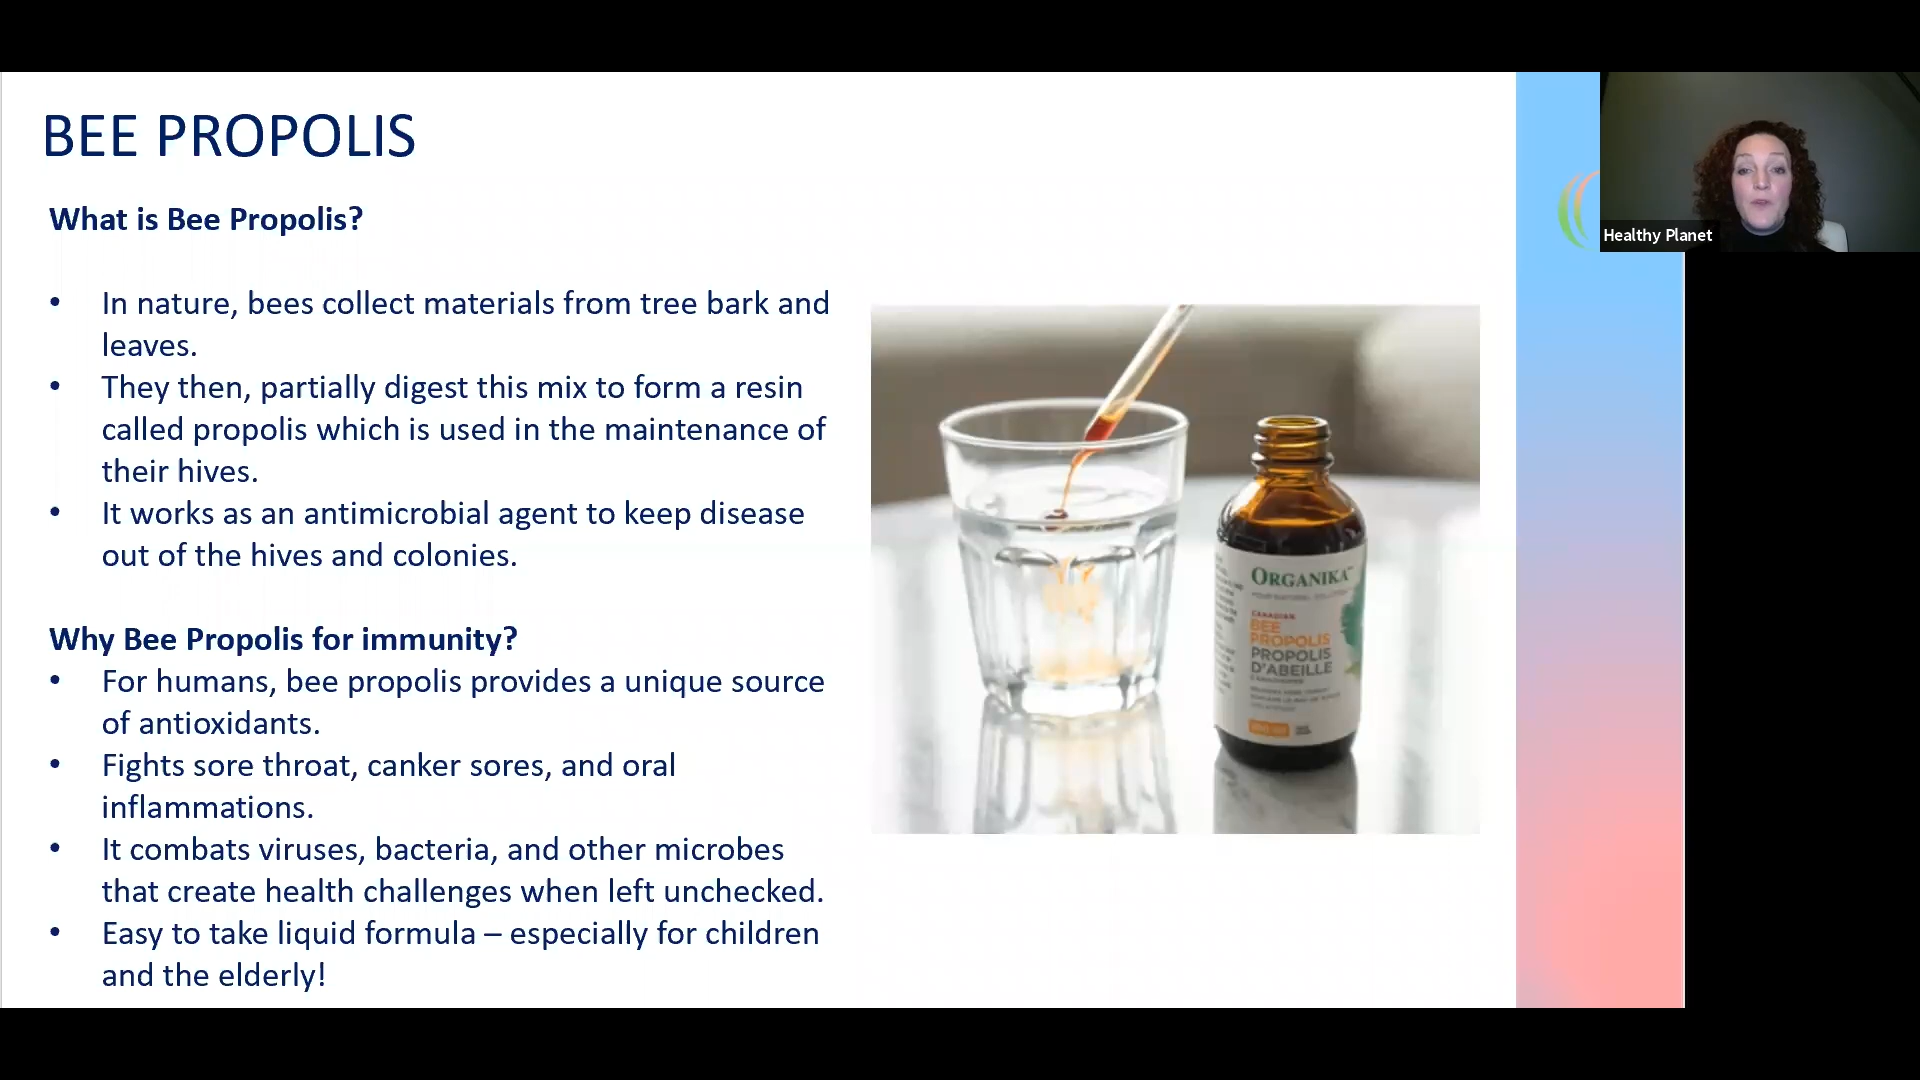 BEE PROPOLIS
What is Bee Propolis?
• In nature, bees collect materials from tree bark and
leaves.
• They then, partially digest this mix to form a resin
called propolis which is used in the maintenance of
their hives.
• It works as an antimicrobial agent to keep disease
out of the hives and colonies.
Why Bee Propolis for immunity?
• For humans, bee propolis provides a unique source
of antioxidants.
• Fights sore throat, canker sores, and oral
inflammations.
• It combats viruses, bacteria, and other microbes
that create health challenges when left unchecked.
• Easy to take liquid formula – especially for children
and the elderly!
ORGANIKA
CANADIAN
BEE
PROPOLIS
PROPOLIS
D'ABEILLE
Healthy Planet